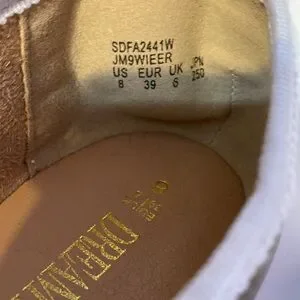 SDFA2441W
JM9WIEER
US EUR UK JPN
8 39 6 250
DREAM